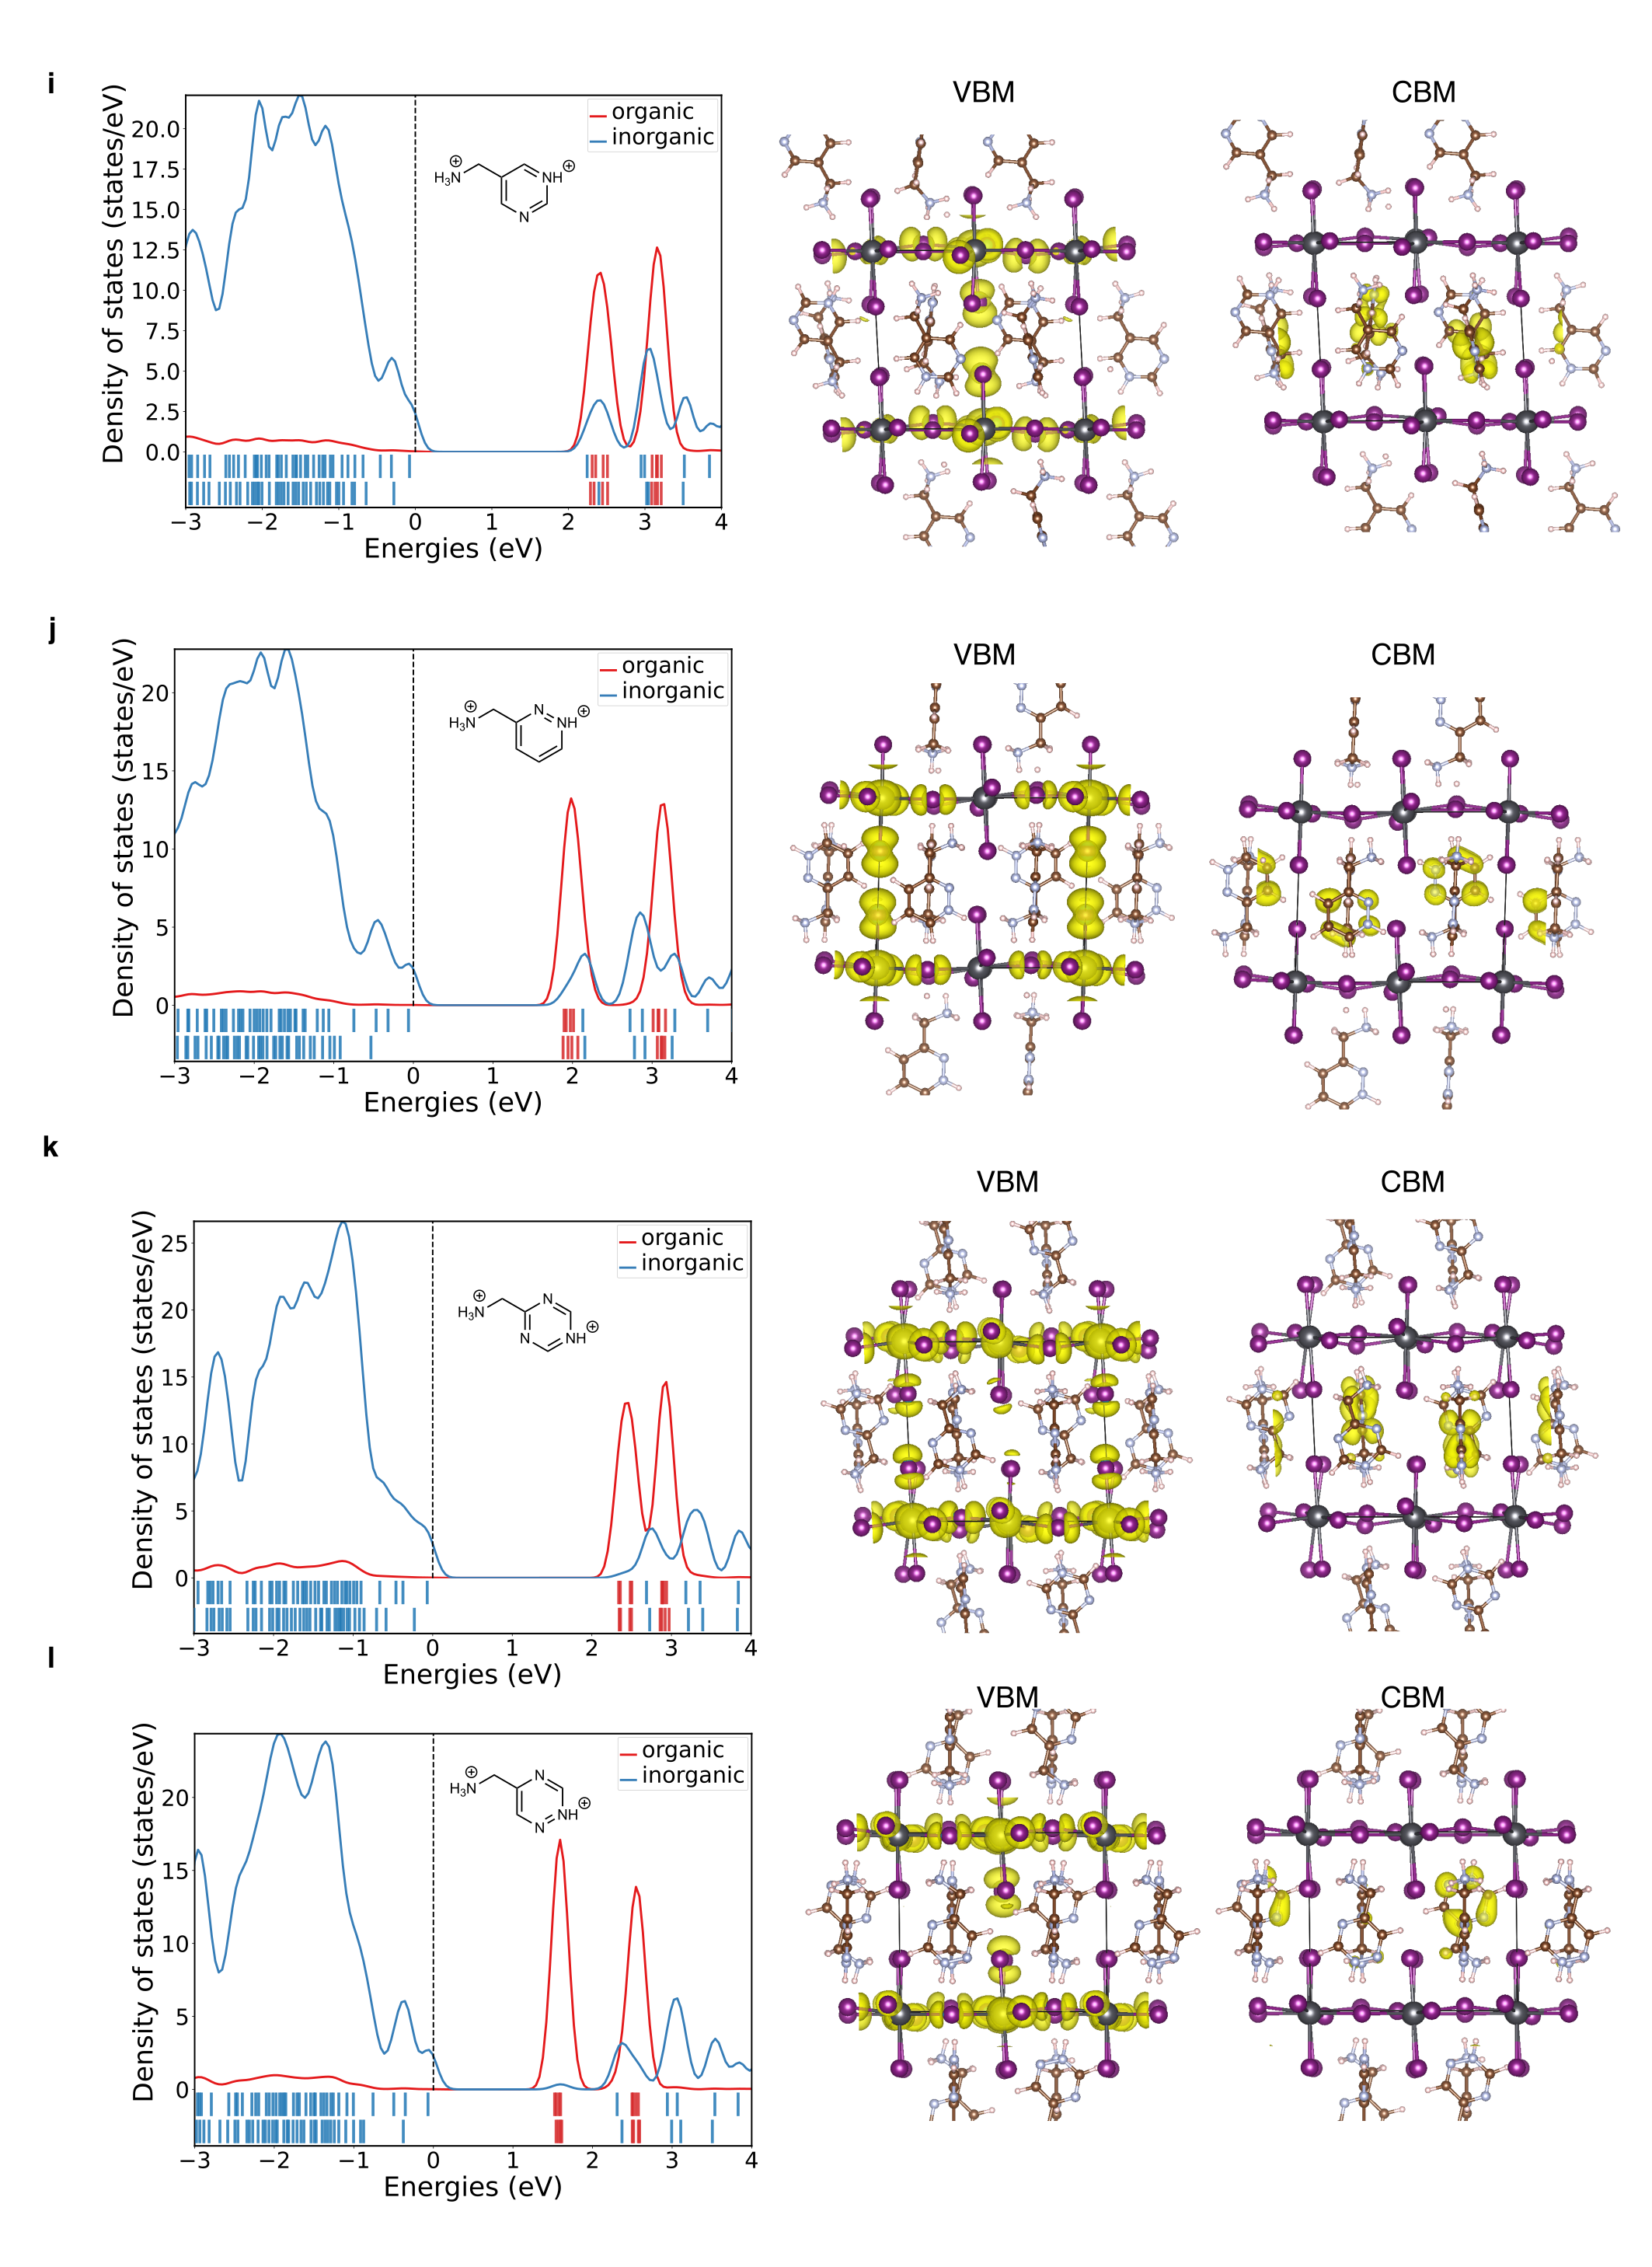 i
VBM
CBM
Density of states (states/eV)
20.0
17.5
15.0
12.5
10.0
7.5
5.0
2.5
0.0
organic
inorganic
⊕
H₃N
NH
⊕
N
−3 −2 −1 0 1 2 3 4
Energies (eV)
j
VBM
CBM
Density of states (states/eV)
20
15
10
5
0
organic
inorganic
⊕
H₃N
N
NH
⊕
−3 −2 −1 0 1 2 3 4
Energies (eV)
k
VBM
CBM
Density of states (states/eV)
25
20
15
10
5
0
organic
inorganic
⊕
H₃N
N
N
NH
⊕
−3 −2 −1 0 1 2 3 4
Energies (eV)
l
VBM
CBM
Density of states (states/eV)
20
15
10
5
0
organic
inorganic
⊕
H₃N
N
NH
⊕
N
−3 −2 −1 0 1 2 3 4
Energies (eV)